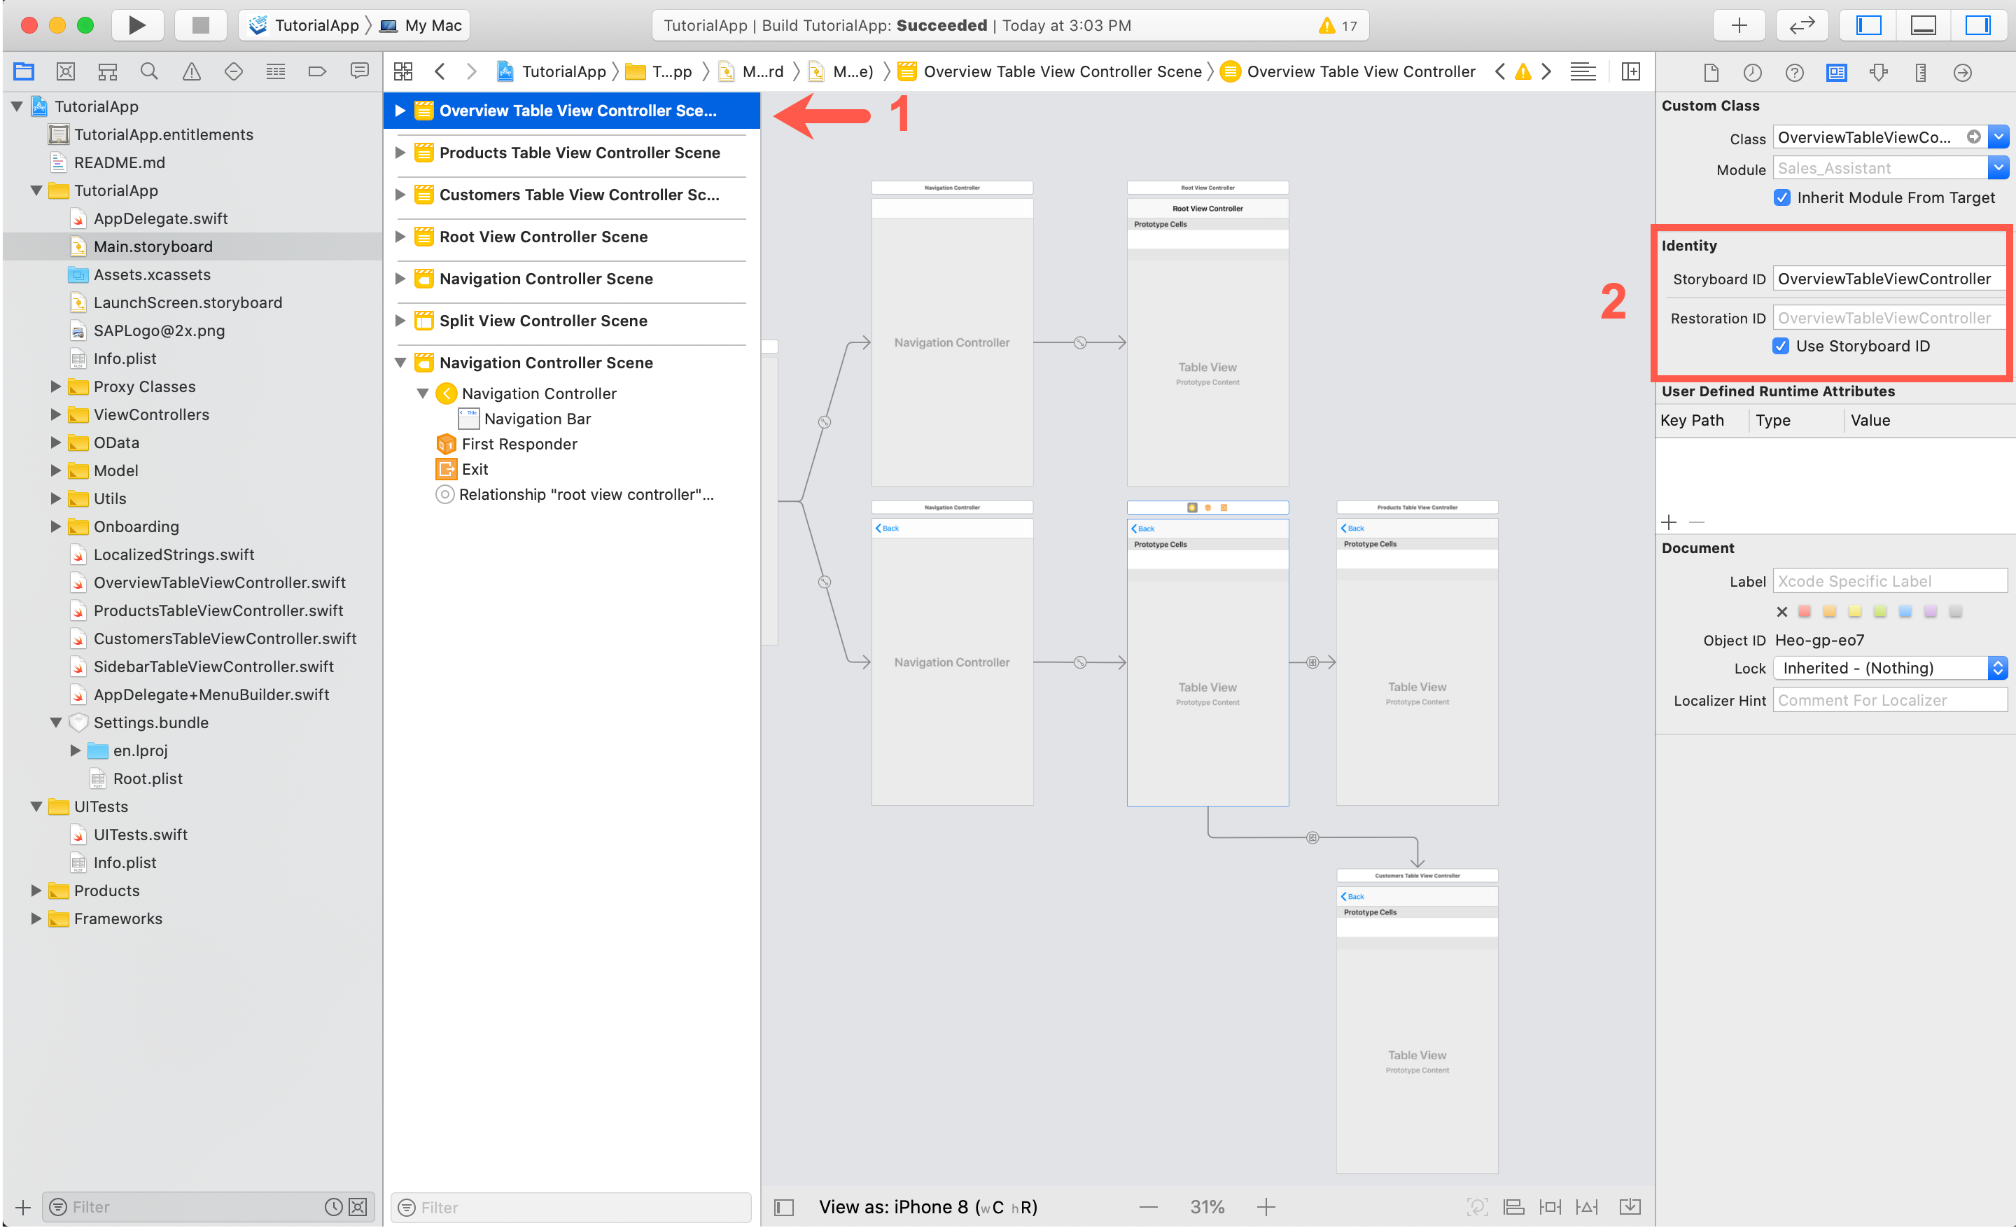 TutorialApp
My Mac
TutorialApp | Build TutorialApp: Succeeded | Today at 3:03 PM
17
TutorialApp
T...pp
M...rd
M...e)
Overview Table View Controller Scene
Overview Table View Controller
TutorialApp
TutorialApp.entitlements
README.md
TutorialApp
AppDelegate.swift
Main.storyboard
Assets.xcassets
LaunchScreen.storyboard
SAPLogo@2x.png
Info.plist
Proxy Classes
ViewControllers
OData
Model
Utils
Onboarding
LocalizedStrings.swift
OverviewTableViewController.swift
ProductsTableViewController.swift
CustomersTableViewController.swift
SidebarTableViewController.swift
AppDelegate+MenuBuilder.swift
Settings.bundle
en.lproj
Root.plist
UITests
UITests.swift
Info.plist
Products
Frameworks
Filter
Overview Table View Controller Sce...
Products Table View Controller Scene
Customers Table View Controller Sc...
Root View Controller Scene
Navigation Controller Scene
Split View Controller Scene
Navigation Controller Scene
Navigation Controller
Navigation Bar
First Responder
Exit
Relationship "root view controller"...
Filter
1
Navigation Controller
Navigation Controller
Root View Controller
Root View Controller
Prototype Cells
Table View
Prototype Content
Navigation Controller
Back
Navigation Controller
Back
Prototype Cells
Table View
Prototype Content
Products Table View Controller
Back
Prototype Cells
Table View
Prototype Content
Customers Table View Controller
Back
Prototype Cells
Table View
Prototype Content
View as: iPhone 8 (wC hR)
31%
2
Custom Class
Class OverviewTableViewCo...
Module Sales_Assistant
Inherit Module From Target
Identity
Storyboard ID OverviewTableViewController
Restoration ID OverviewTableViewController
Use Storyboard ID
User Defined Runtime Attributes
Key Path Type Value
Document
Label Xcode Specific Label
Object ID Heo-gp-eo7
Lock Inherited - (Nothing)
Localizer Hint Comment For Localizer